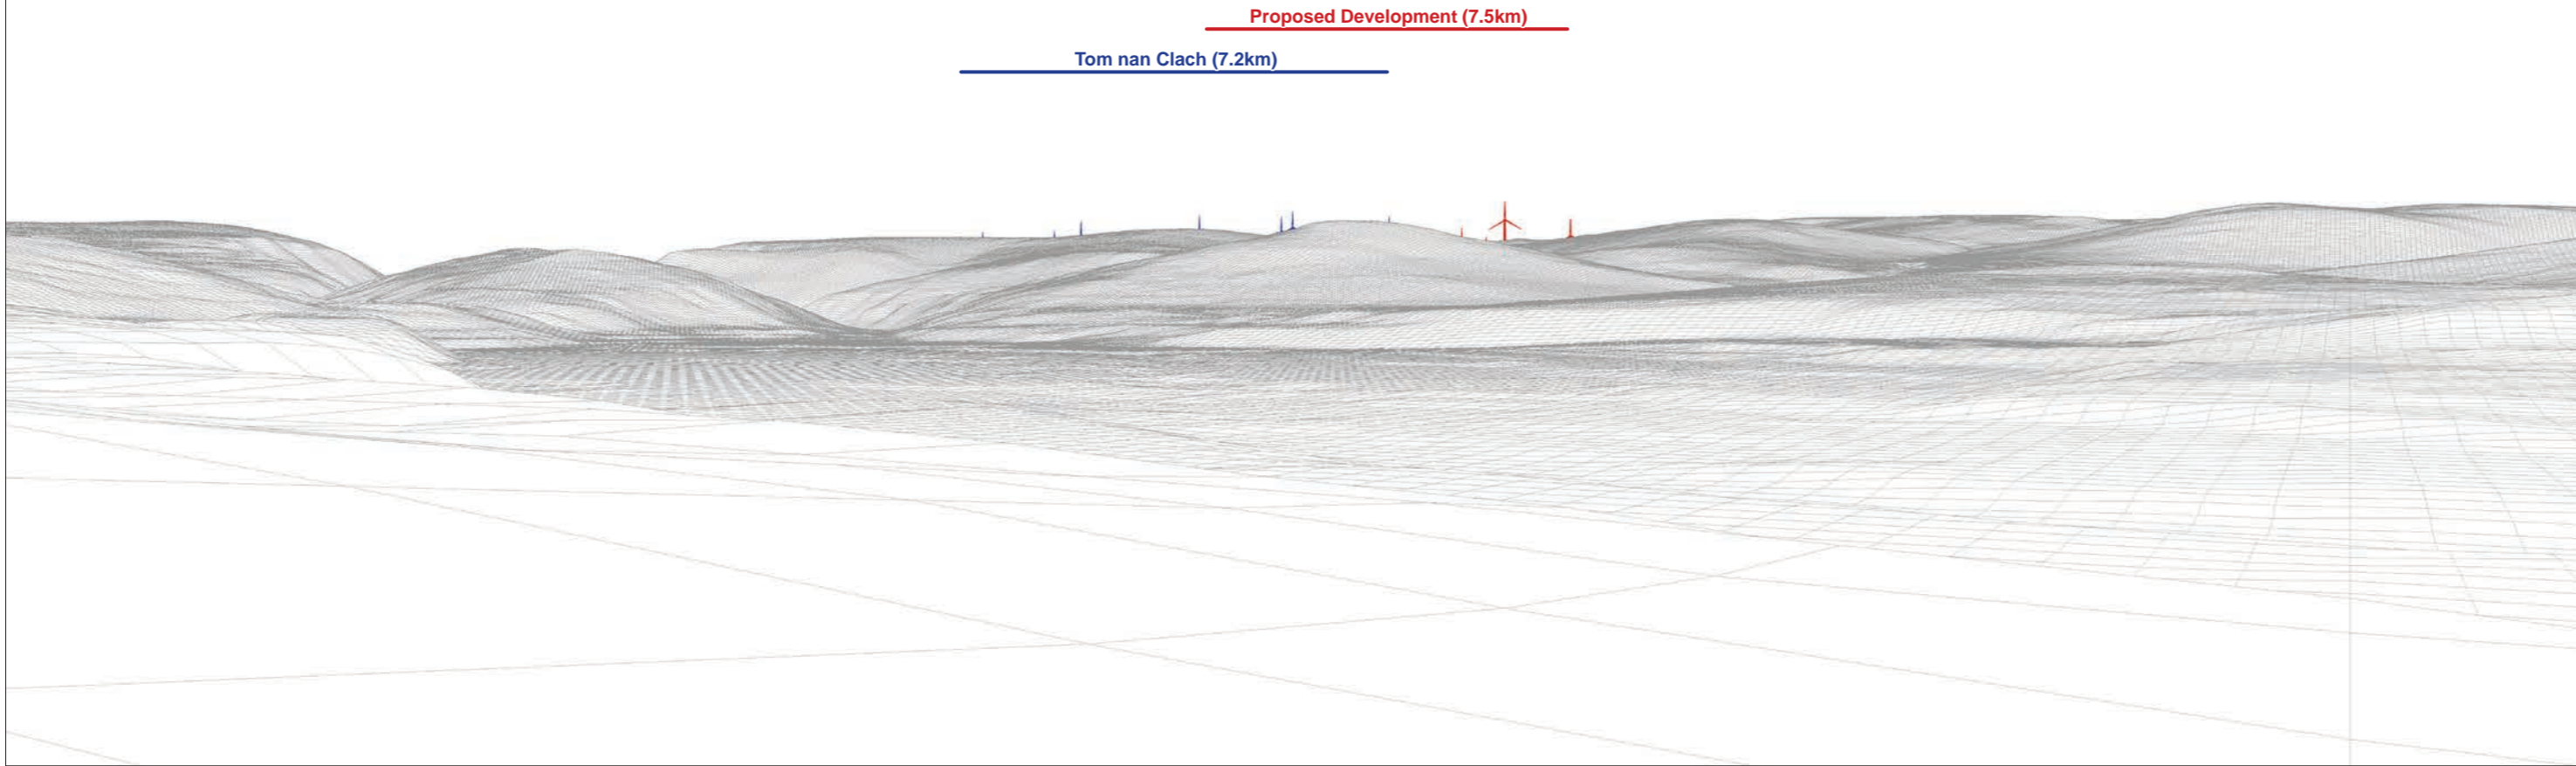 Proposed Development (7.5km)
Tom nan Clach (7.2km)